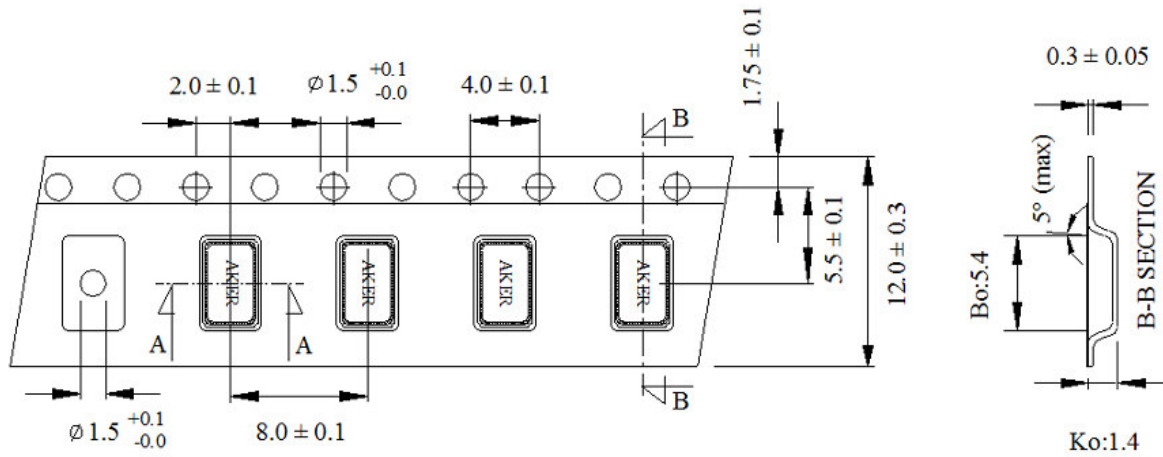 2.0 ± 0.1
⌀1.5 +0.1 -0.0
4.0 ± 0.1
1.75 ± 0.1
B
0.3 ± 0.05
5° (max)
5.5 ± 0.1
12.0 ± 0.3
Bo:5.4
B-B SECTION
AKER
AKER
AKER
AKER
A
A
B
⌀1.5 +0.1 -0.0
8.0 ± 0.1
Ko:1.4